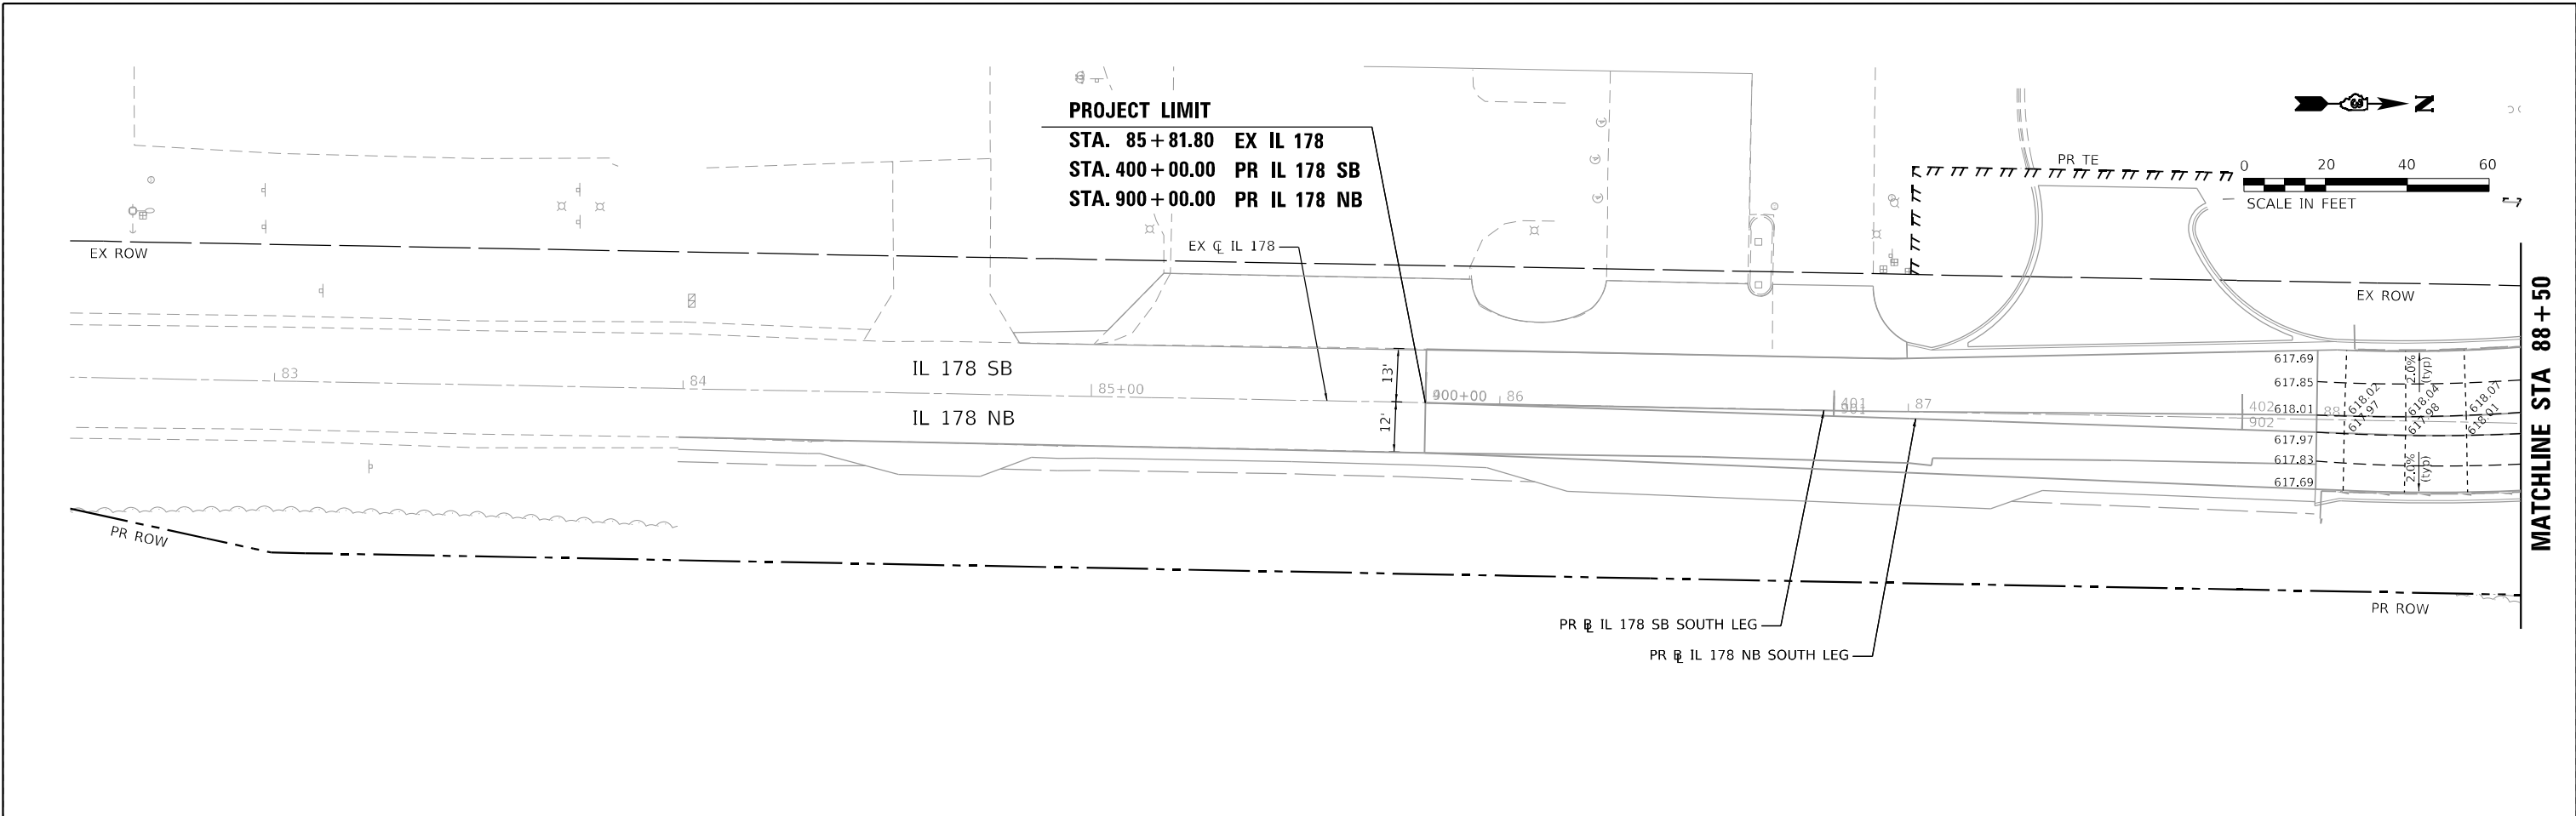 PROJECT LIMIT
STA. 85+81.80 EX IL 178
STA. 400+00.00 PR IL 178 SB
STA. 900+00.00 PR IL 178 NB
N
PR TE
0 20 40 60
SCALE IN FEET
EX ROW
EX ℄ IL 178
EX ROW
MATCHLINE STA 88+50
IL 178 SB
IL 178 NB
83
84
85+00
13'
12'
900+00
86
401
87
402
902
88
617.69
617.85
618.01
617.97
617.83
617.69
618.02
617.97
618.04
617.98
618.07
618.01
2.0%
(typ)
2.0%
(typ)
PR ROW
PR ROW
PR BL IL 178 SB SOUTH LEG
PR BL IL 178 NB SOUTH LEG